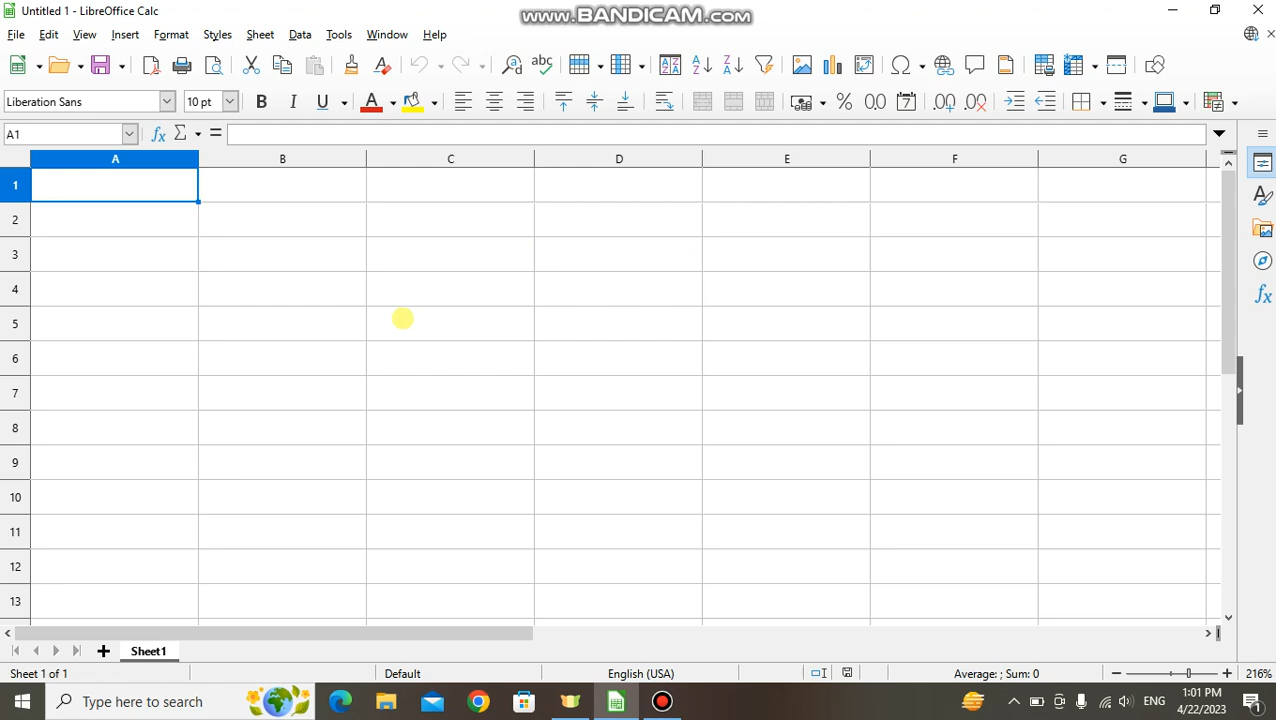 Untitled 1 - LibreOffice Calc
www.BANDICAM.com
File Edit View Insert Format Styles Sheet Data Tools Window Help
Liberation Sans 10 pt
A1
A B C D E F G
1
2
3
4
5
6
7
8
9
10
11
12
13
Sheet1
Sheet 1 of 1 Default English (USA) Average: ; Sum: 0 216%
Type here to search ENG 1:01 PM
4/22/2023 1